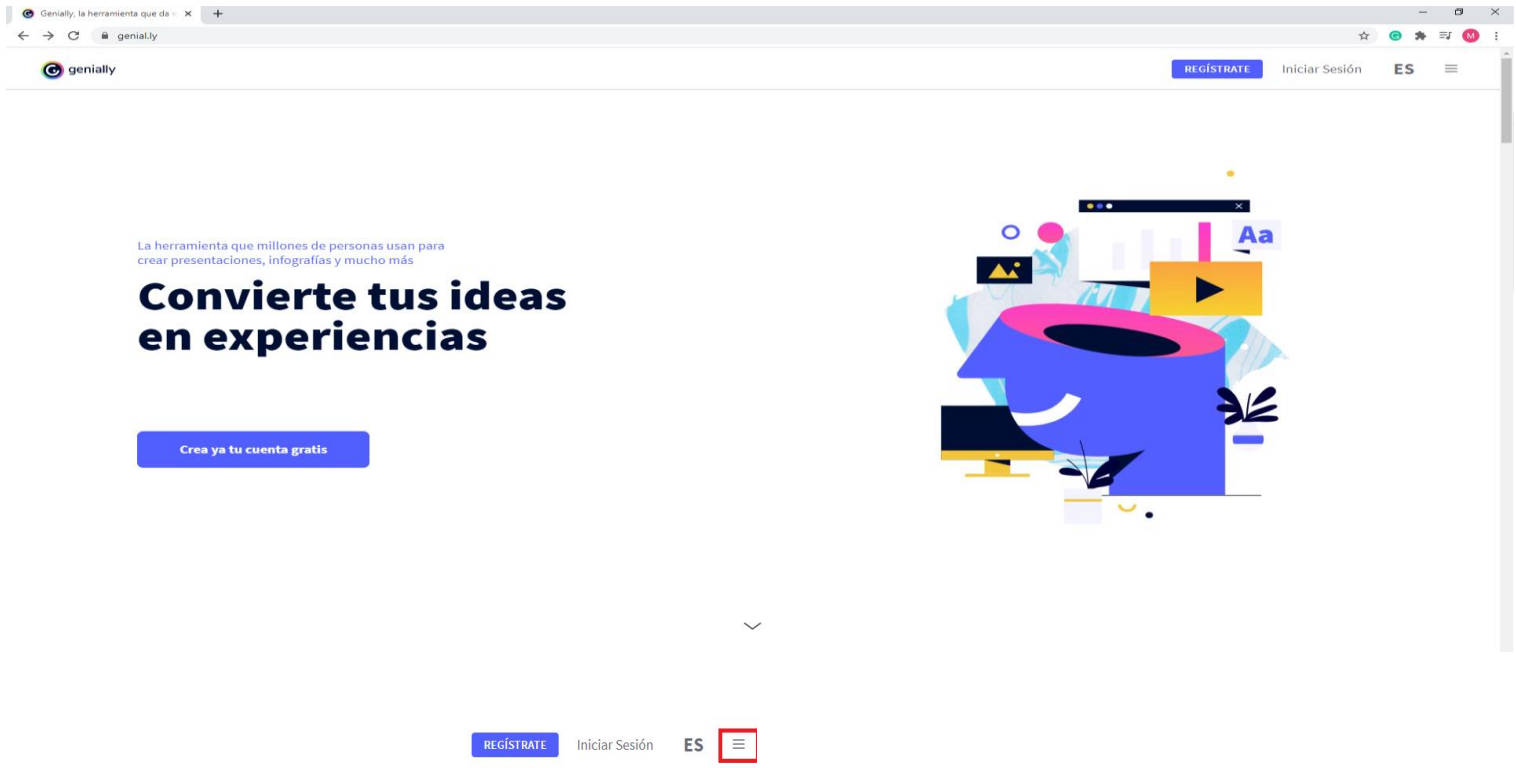 Genially, la herramienta que da v
genial.ly
M
genially
REGÍSTRATE Iniciar Sesión ES
Aa
La herramienta que millones de personas usan para
crear presentaciones, infografías y mucho más
Convierte tus ideas
en experiencias
Crea ya tu cuenta gratis
REGÍSTRATE Iniciar Sesión ES